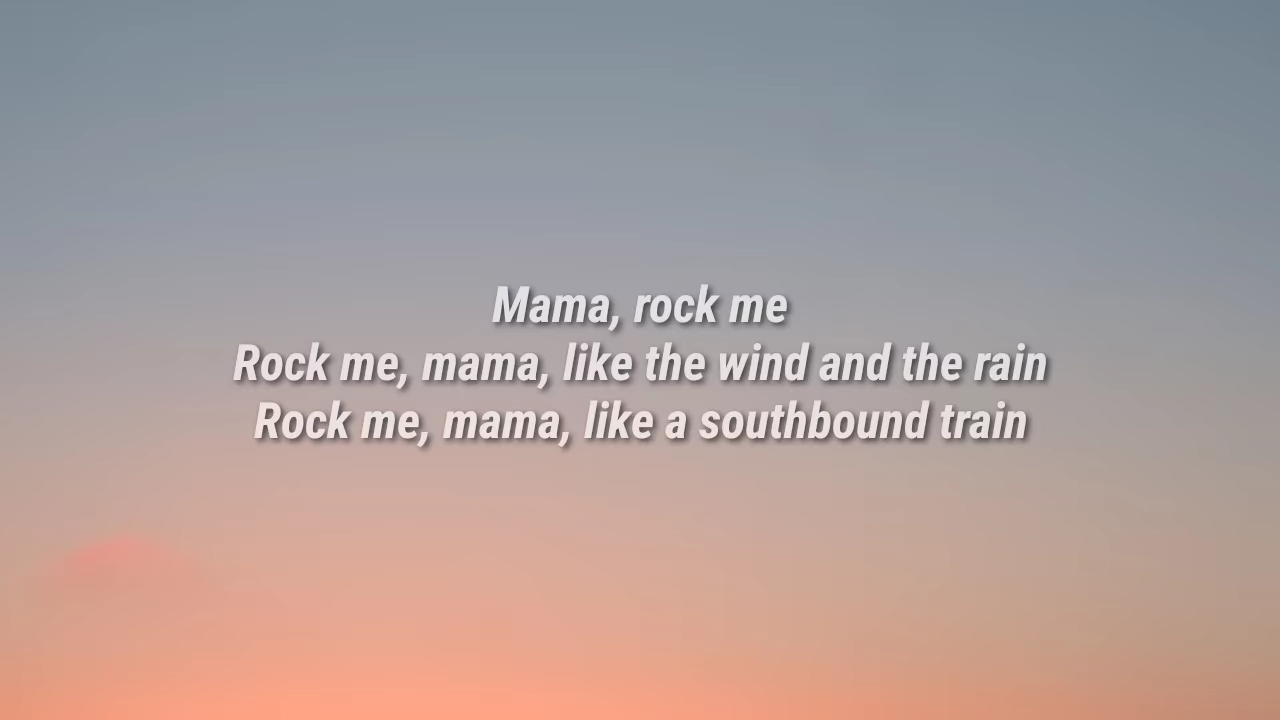 Mama, rock me
Rock me, mama, like the wind and the rain
Rock me, mama, like a southbound train